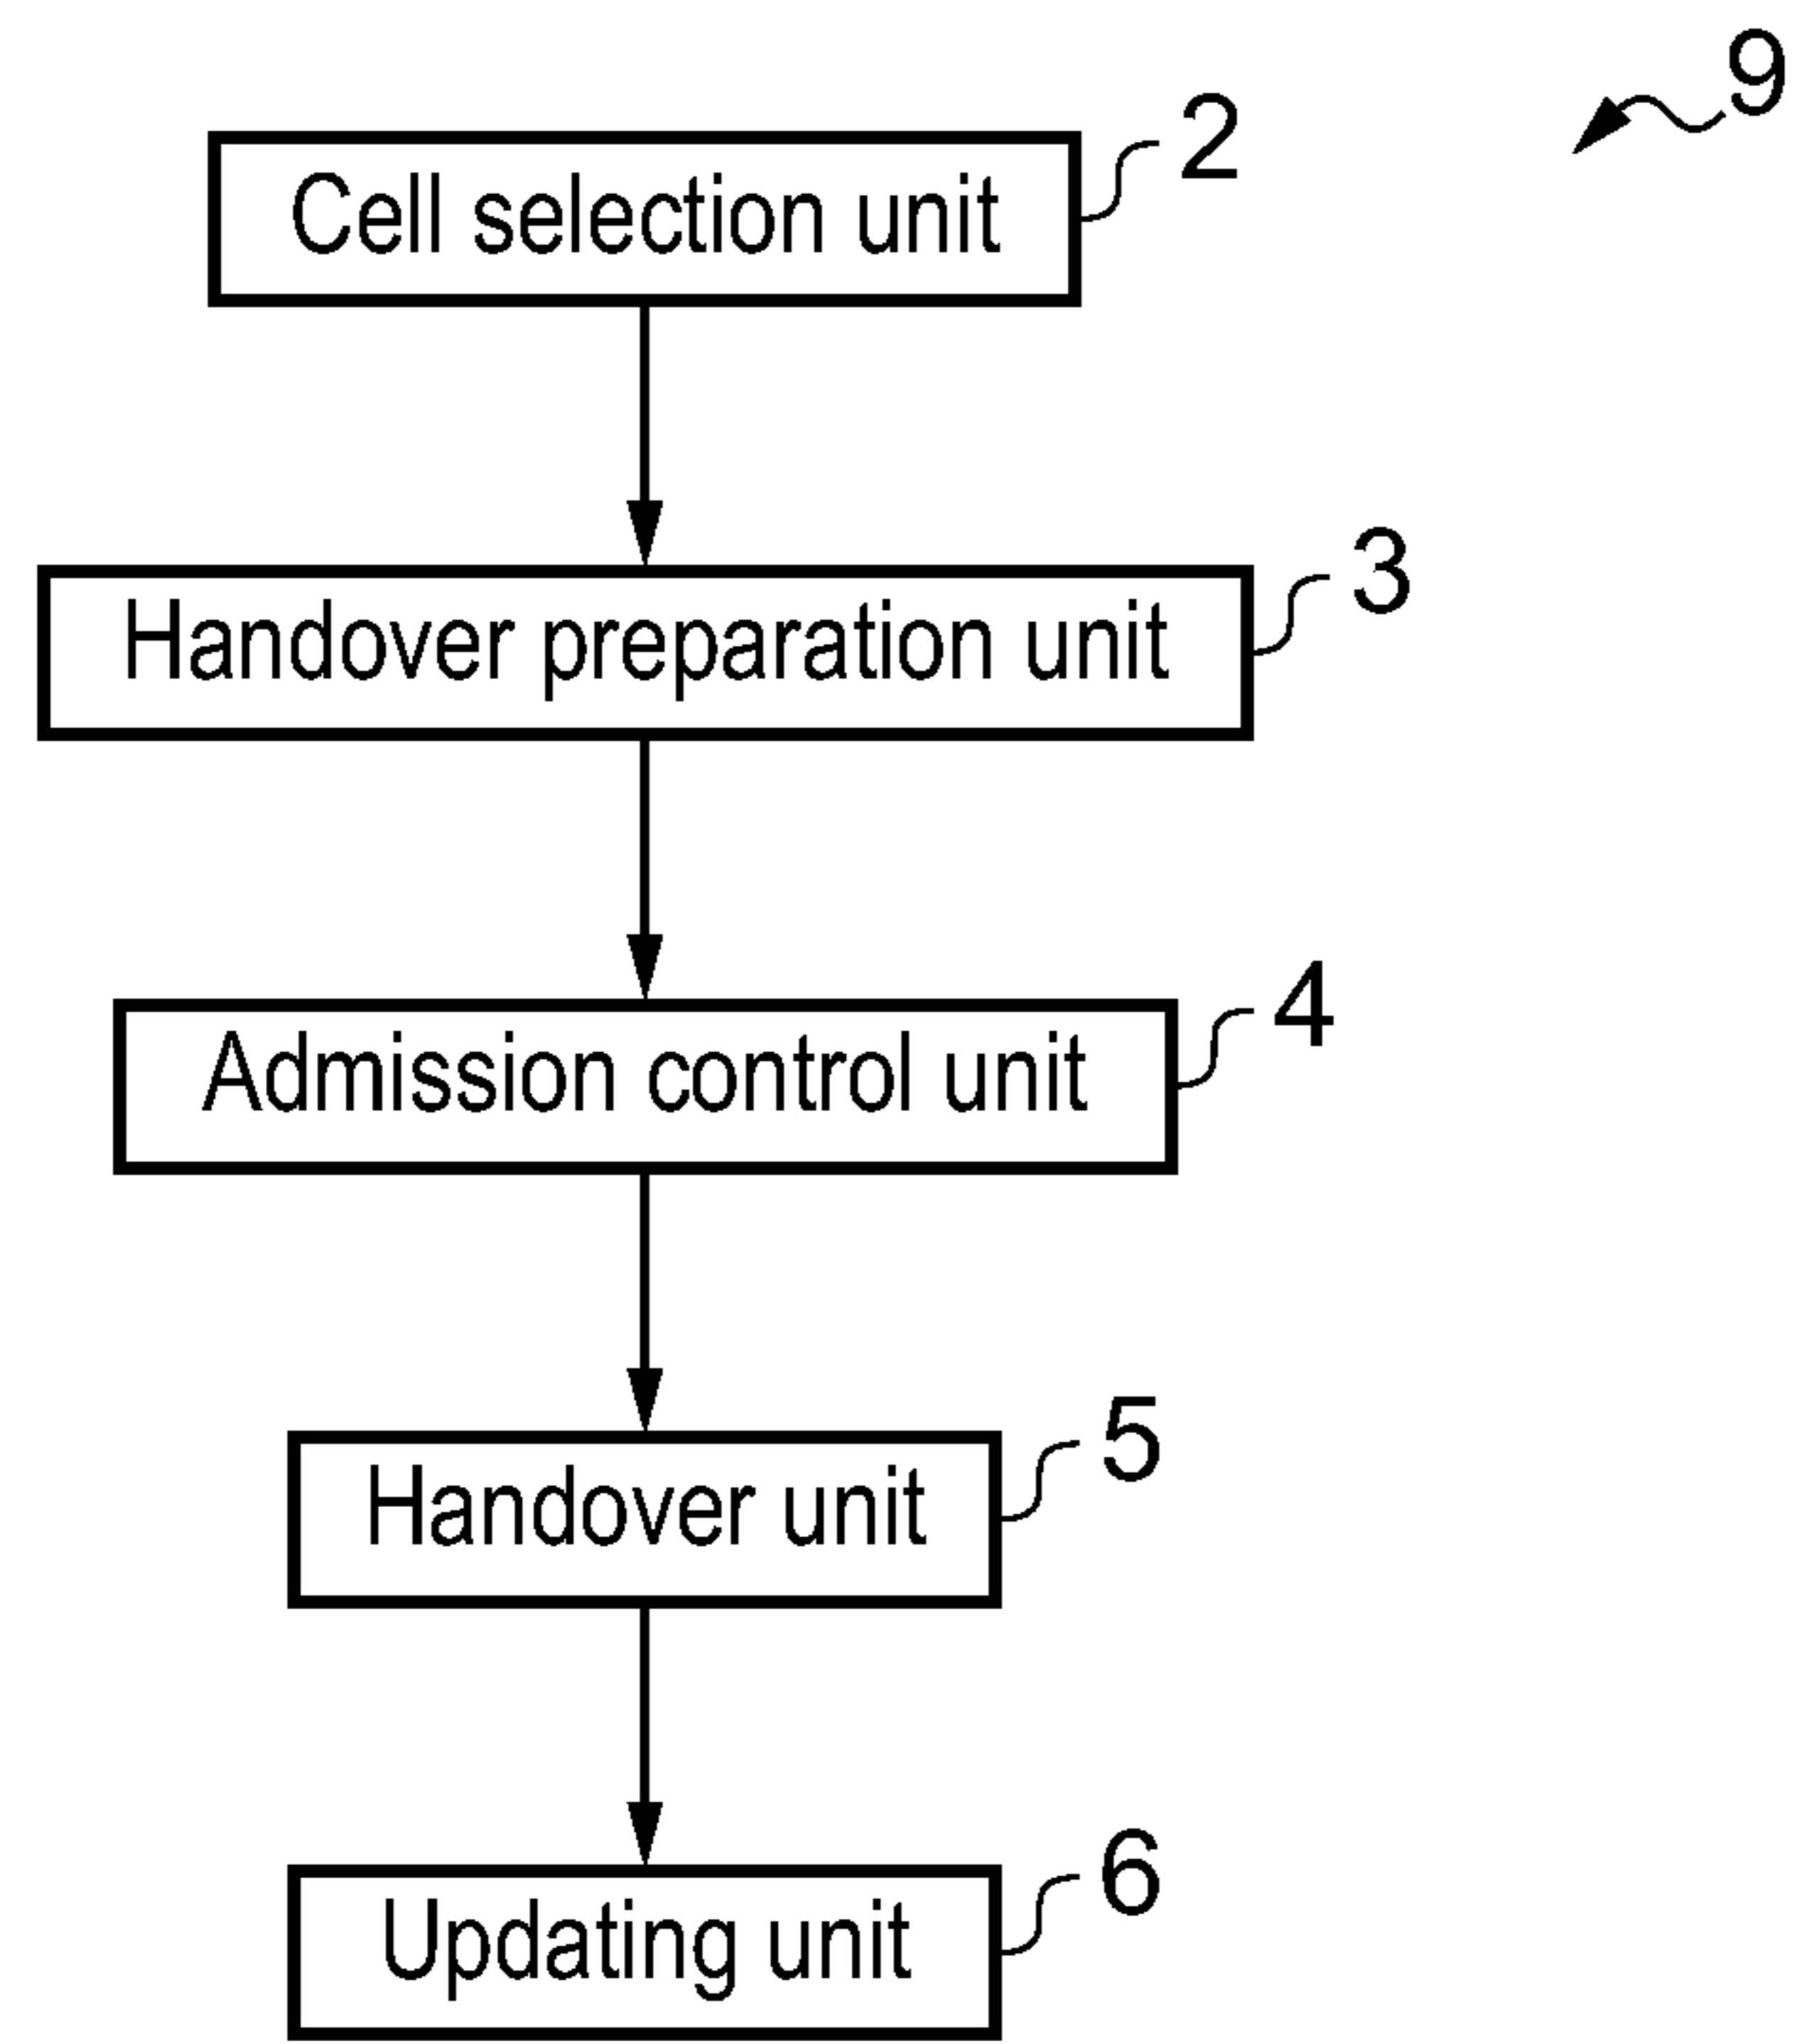 9
Cell selection unit 2
Handover preparation unit 3
Admission control unit 4
Handover unit 5
Updating unit 6